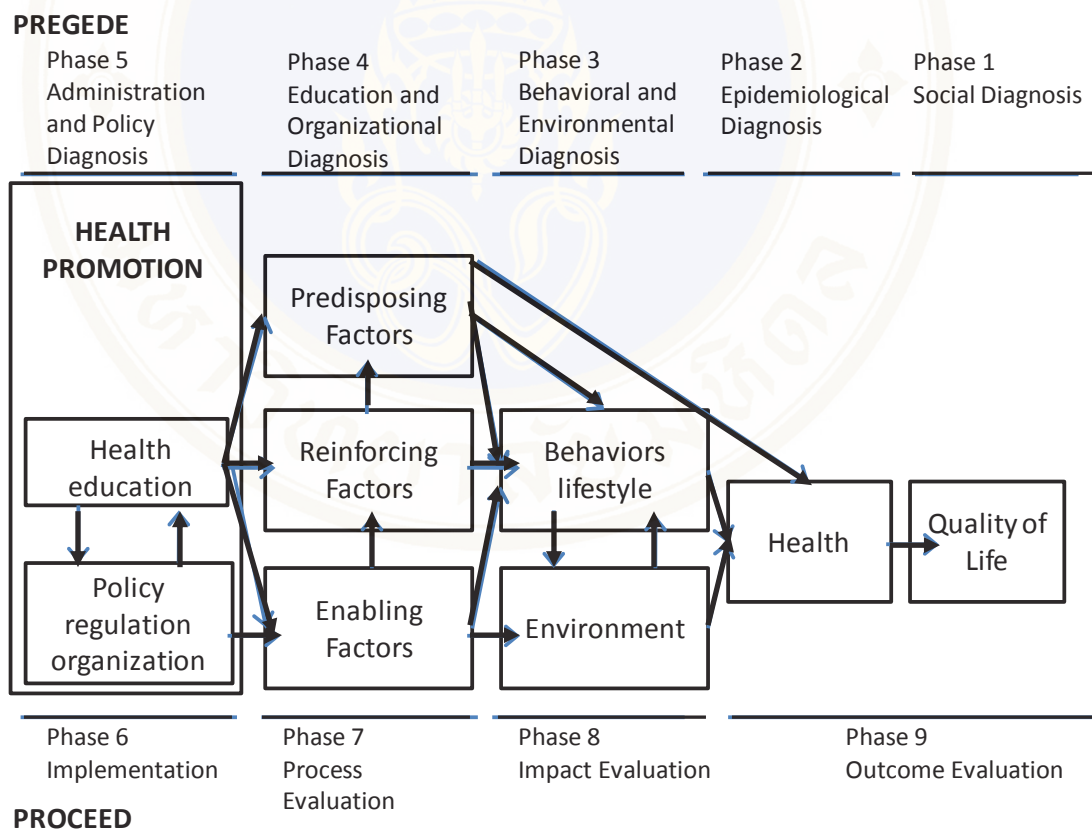 PREGEDE
Phase 5
Administration
and Policy
Diagnosis
Phase 4
Education and
Organizational
Diagnosis
Phase 3
Behavioral and
Environmental
Diagnosis
Phase 2
Epidemiological
Diagnosis
Phase 1
Social Diagnosis
HEALTH
PROMOTION
Health
education
Policy
regulation
organization
Predisposing
Factors
Reinforcing
Factors
Enabling
Factors
Behaviors
lifestyle
Environment
Health
Quality of
Life
Phase 6
Implementation
Phase 7
Process
Evaluation
Phase 8
Impact Evaluation
Phase 9
Outcome Evaluation
PROCEED